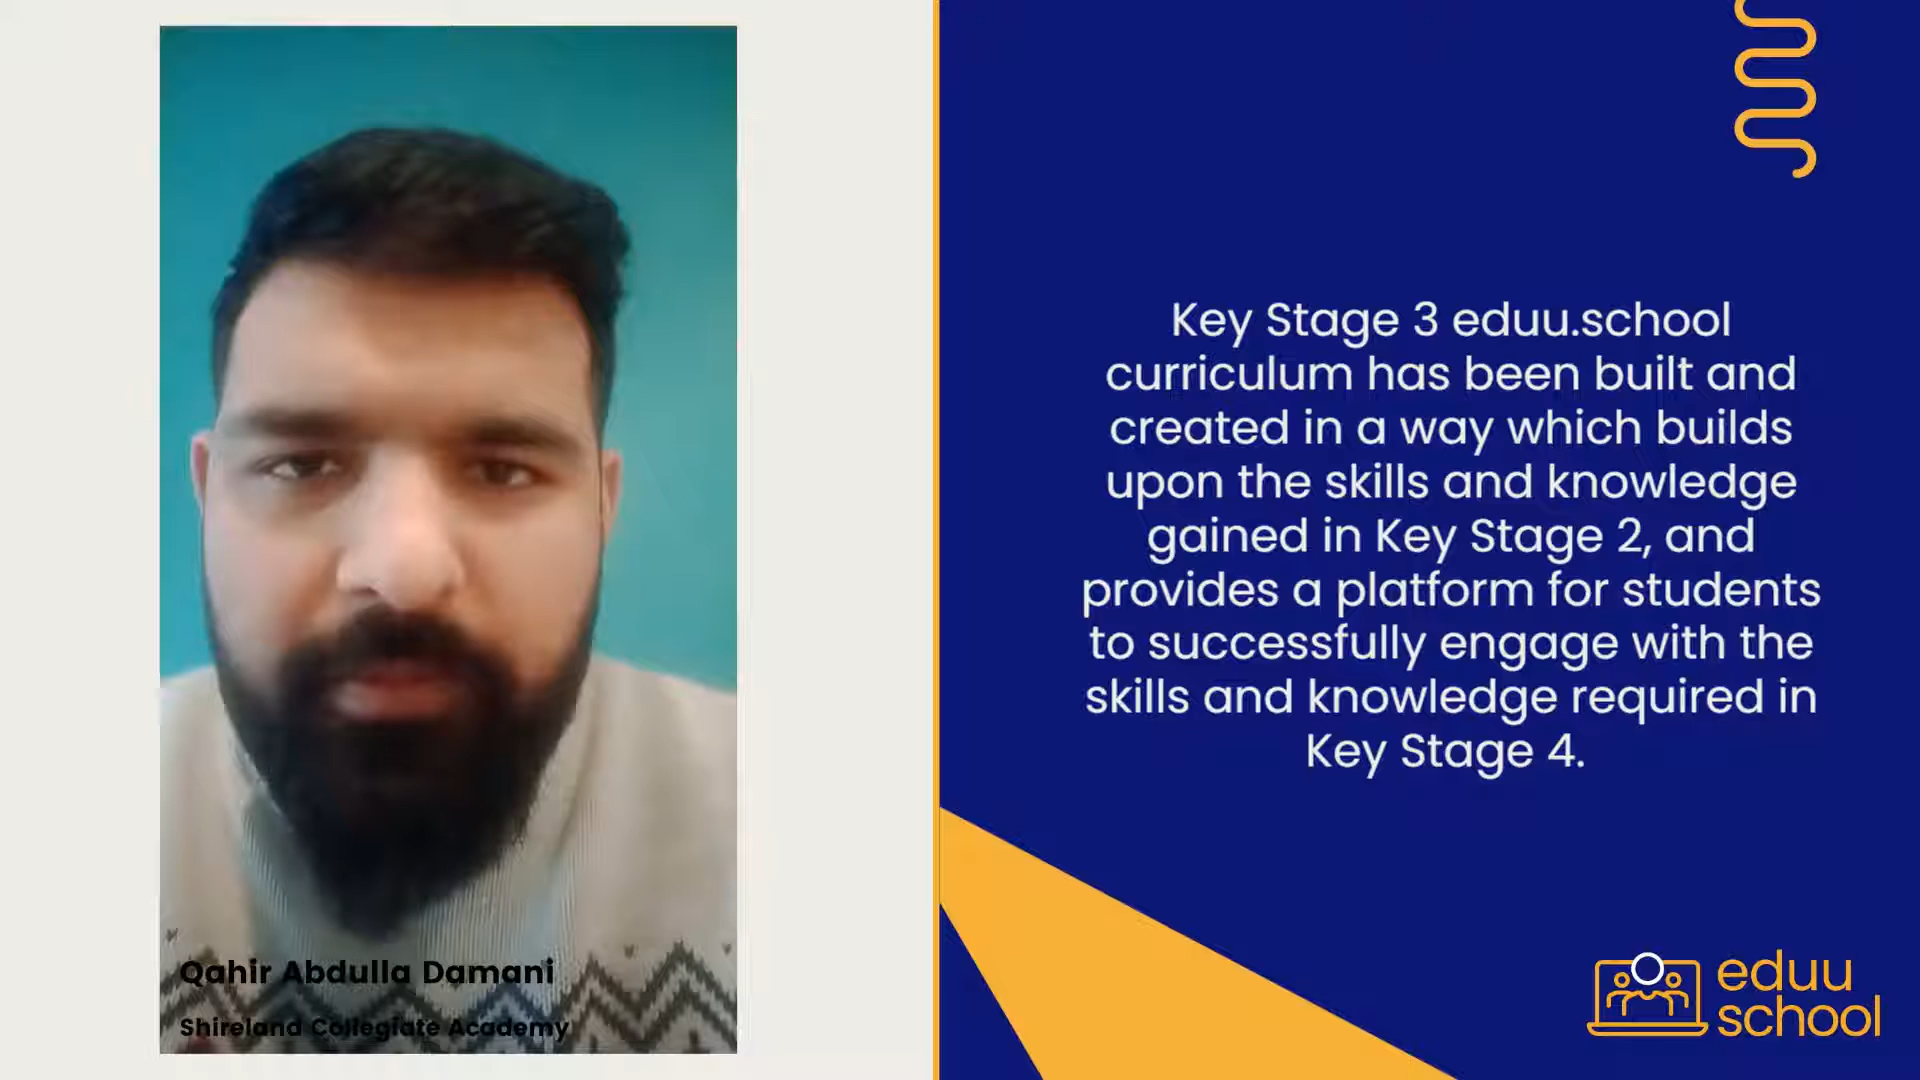 Qahir Abdulla Damani
Shireland Collegiate Academy
Key Stage 3 eduu.school
curriculum has been built and
created in a way which builds
upon the skills and knowledge
gained in Key Stage 2, and
provides a platform for students
to successfully engage with the
skills and knowledge required in
Key Stage 4.
eduu
school